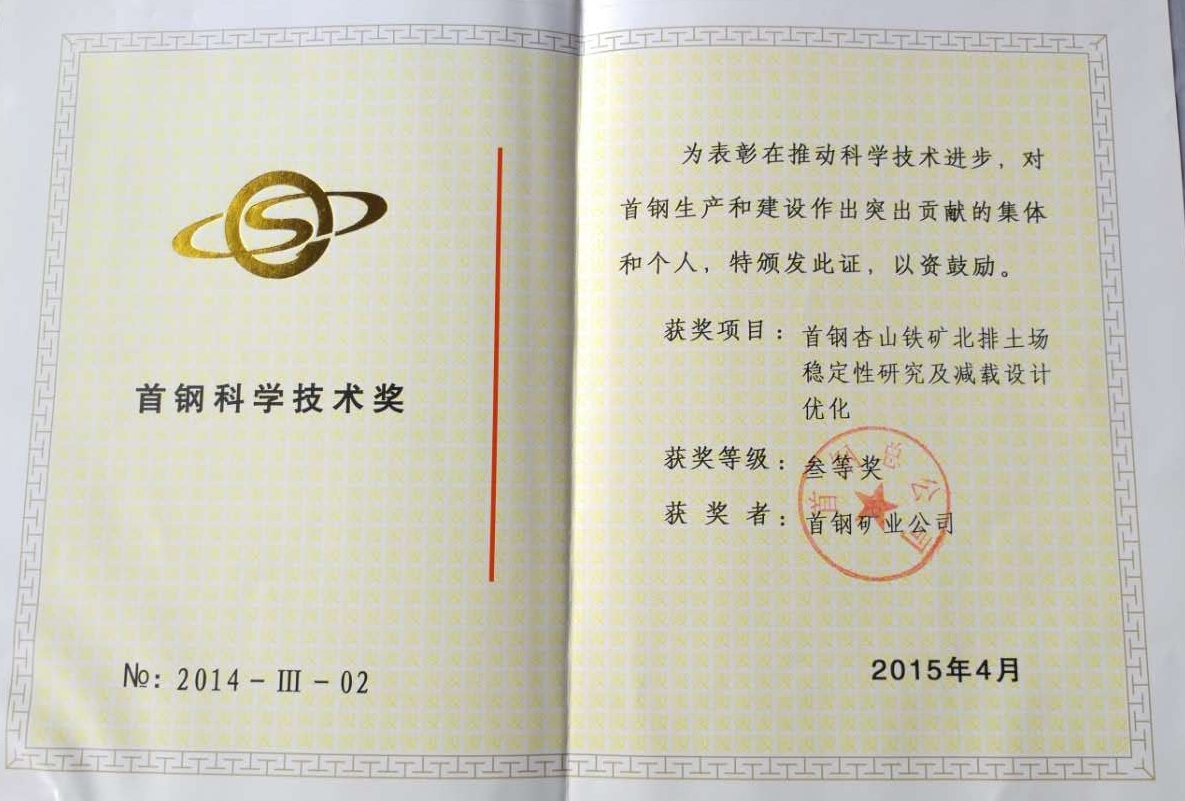 首钢科学技术奖
№: 2014-Ⅲ-02
为表彰在推动科学技术进步，对
首钢生产和建设作出突出贡献的集体
和个人，特颁发此证，以资鼓励。
获奖项目：首钢杏山铁矿北排土场
稳定性研究及减载设计
优化
获奖等级：叁等奖
获奖者：首钢矿业公司
首钢总公司
2015年4月